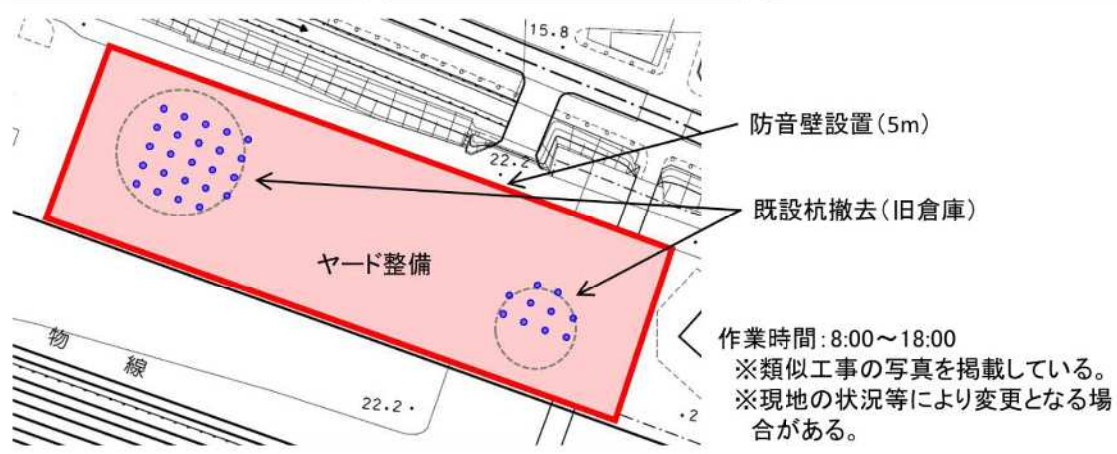 15.8
防音壁設置(5m)
22.2
既設杭撤去(旧倉庫)
ヤード整備
作業時間:8:00～18:00
※類似工事の写真を掲載している。
※現地の状況等により変更となる場
合がある。
物線
22.2